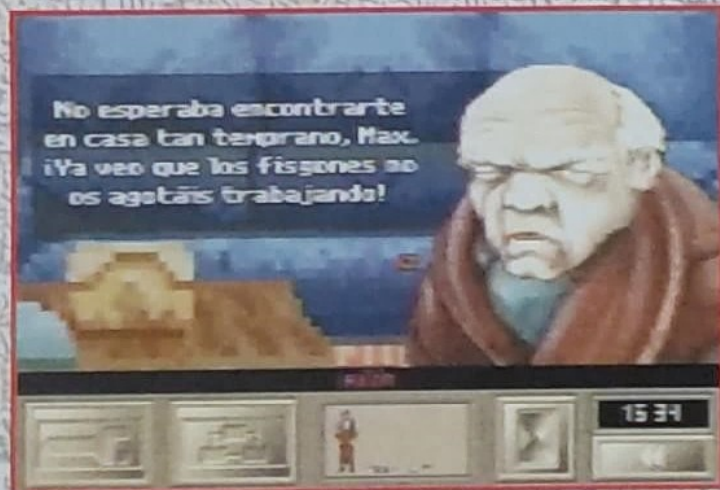 No esperaba encontrarte
en casa tan temprano, Max.
¡Ya veo que los fisgones no
os agotáis trabajando!
15 34